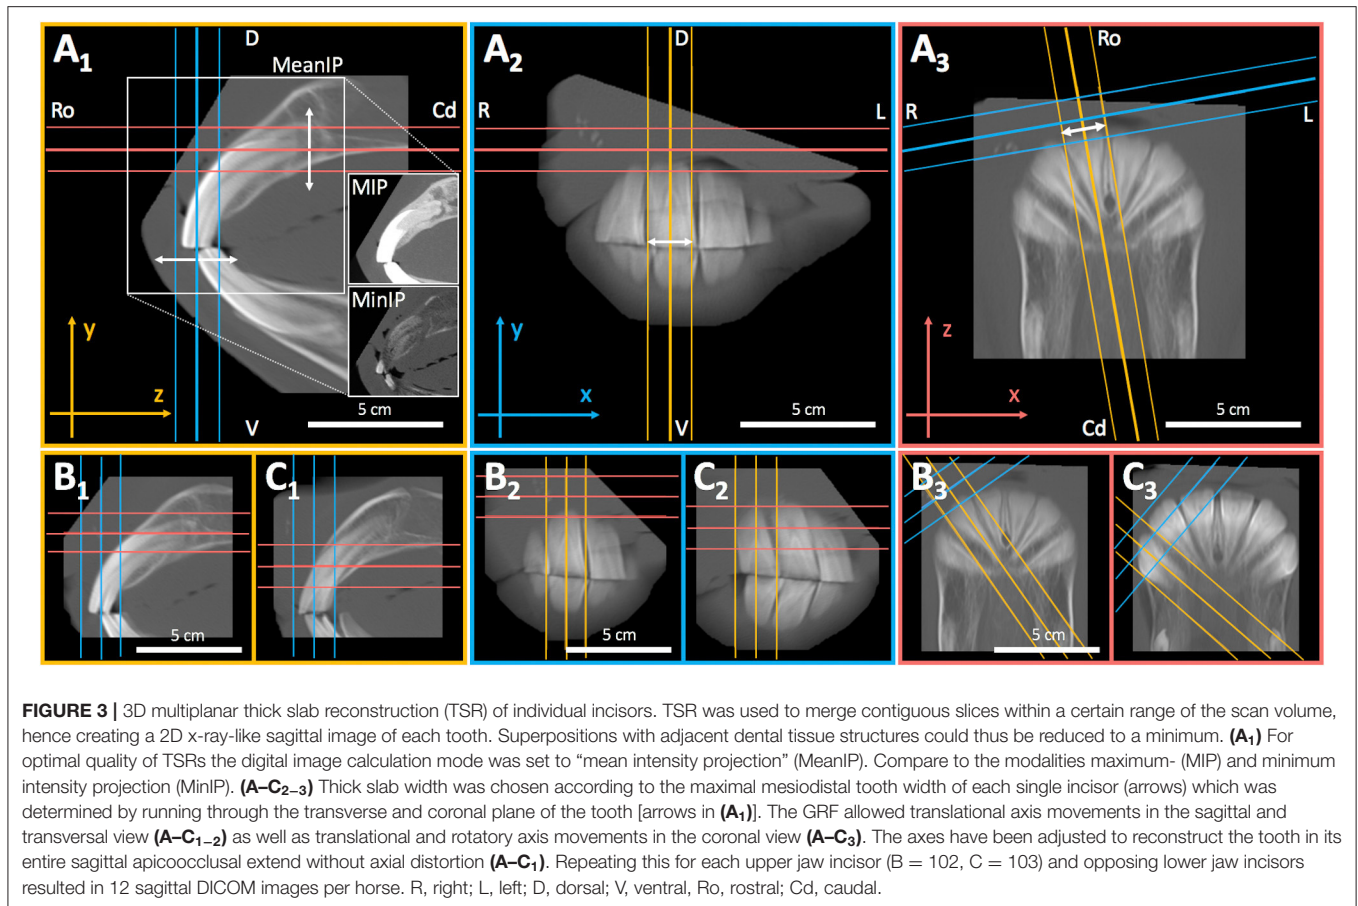 A1
D
MeanIP
Ro
Cd
MIP
MinIP
y
z
5 cm
V
A2
D
R
L
y
x
5 cm
V
A3
Ro
R
L
z
x
5 cm
Cd
B1
5 cm
C1
B2
5 cm
C2
B3
5 cm
C3
FIGURE 3 | 3D multiplanar thick slab reconstruction (TSR) of individual incisors. TSR was used to merge contiguous slices within a certain range of the scan volume,
hence creating a 2D x-ray-like sagittal image of each tooth. Superpositions with adjacent dental tissue structures could thus be reduced to a minimum. (A1) For
optimal quality of TSRs the digital image calculation mode was set to “mean intensity projection” (MeanIP). Compare to the modalities maximum- (MIP) and minimum
intensity projection (MinIP). (A–C2−3) Thick slab width was chosen according to the maximal mesiodistal tooth width of each single incisor (arrows) which was
determined by running through the transverse and coronal plane of the tooth [arrows in (A1)]. The GRF allowed translational axis movements in the sagittal and
transversal view (A–C1−2) as well as translational and rotatory axis movements in the coronal view (A–C3). The axes have been adjusted to reconstruct the tooth in its
entire sagittal apicoocclusal extend without axial distortion (A–C1). Repeating this for each upper jaw incisor (B = 102, C = 103) and opposing lower jaw incisors
resulted in 12 sagittal DICOM images per horse. R, right; L, left; D, dorsal; V, ventral, Ro, rostral; Cd, caudal.